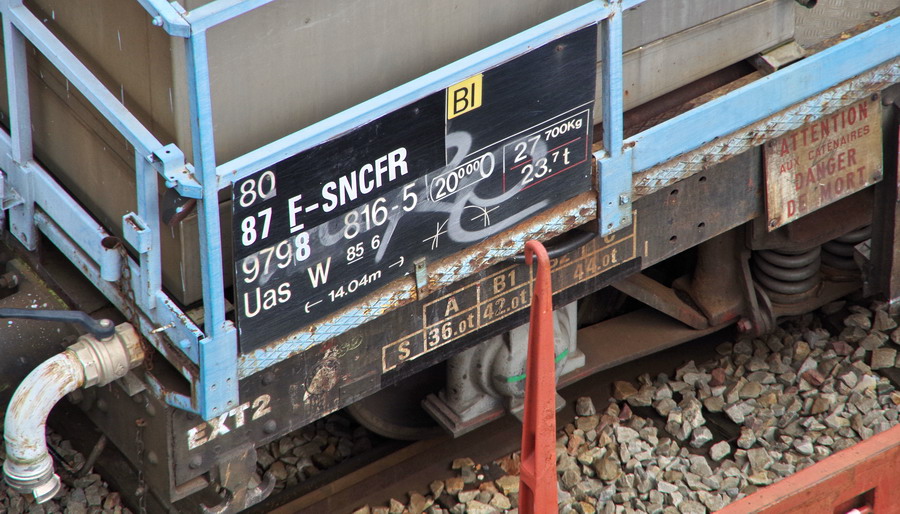 BI
80
87 E-SNCFR
9798 816-5
Uas W 85 6
14.04m
20000
27 700Kg
23.7t
ATTENTION
AUX CATENAIRES
DANGER
DE MORT
A B1 C
S 36.0t 42.0t 44.0t
EXT2